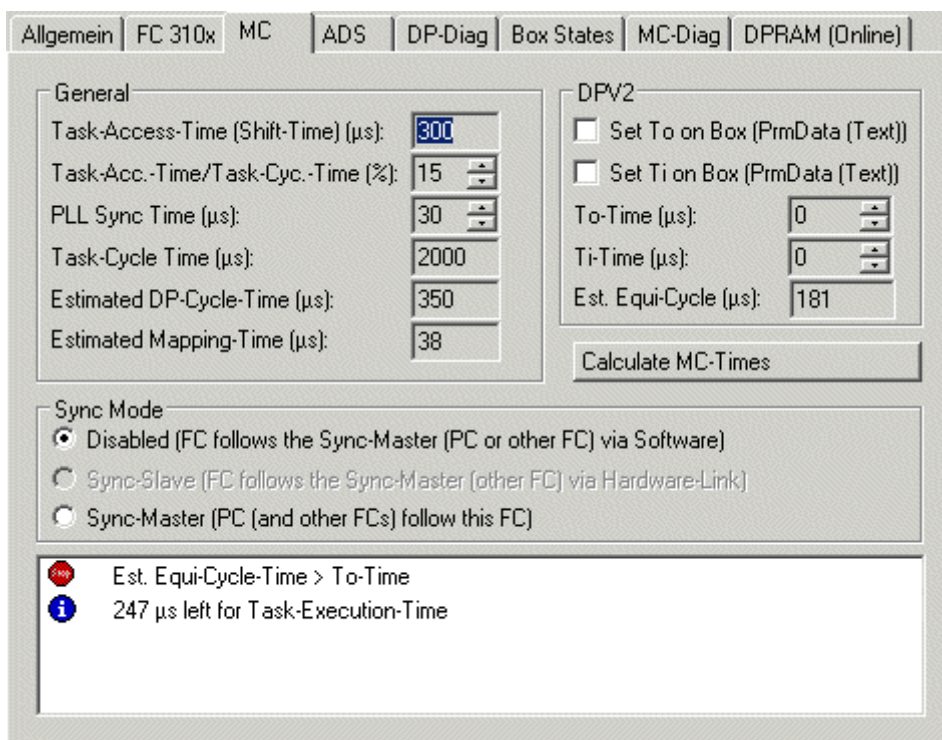 Allgemein FC 310x MC ADS DP-Diag Box States MC-Diag DPRAM (Online)
General
Task-Access-Time (Shift-Time) (µs): 300
Task-Acc.-Time/Task-Cyc.-Time (%): 15
PLL Sync Time (µs): 30
Task-Cycle Time (µs): 2000
Estimated DP-Cycle-Time (µs): 350
Estimated Mapping-Time (µs): 38
DPV2
Set To on Box (PrmData (Text))
Set Ti on Box (PrmData (Text))
To-Time (µs): 0
Ti-Time (µs): 0
Est. Equi-Cycle (µs): 181
Calculate MC-Times
Sync Mode
Disabled (FC follows the Sync-Master (PC or other FC) via Software)
Sync-Slave (FC follows the Sync-Master (other FC) via Hardware-Link)
Sync-Master (PC (and other FCs) follow this FC)
Stop Est. Equi-Cycle-Time > To-Time
i 247 µs left for Task-Execution-Time